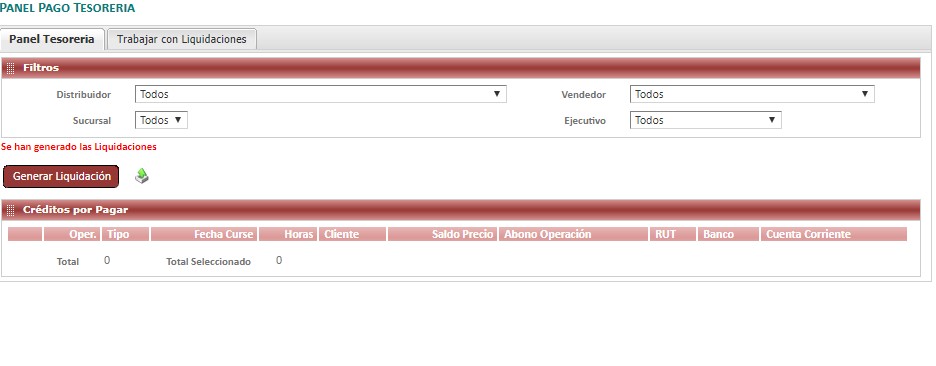 PANEL PAGO TESORERIA
Panel Tesoreria Trabajar con Liquidaciones
Filtros
Distribuidor Todos Vendedor Todos
Sucursal Todos Ejecutivo Todos
Se han generado las Liquidaciones
Generar Liquidación
Créditos por Pagar
Oper. Tipo Fecha Curse Horas Cliente Saldo Precio Abono Operación RUT Banco Cuenta Corriente
Total 0 Total Seleccionado 0